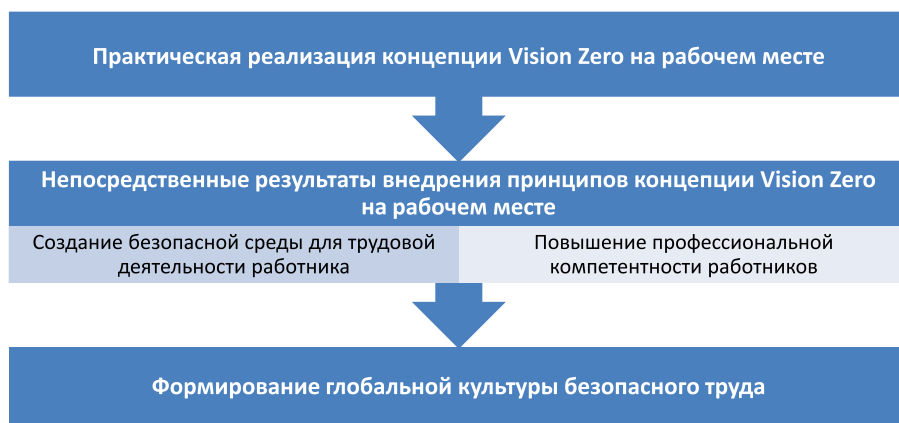 Практическая реализация концепции Vision Zero на рабочем месте
Непосредственные результаты внедрения принципов концепции Vision Zero
на рабочем месте
Создание безопасной среды для трудовой
деятельности работника
Повышение профессиональной
компетентности работников
Формирование глобальной культуры безопасного труда